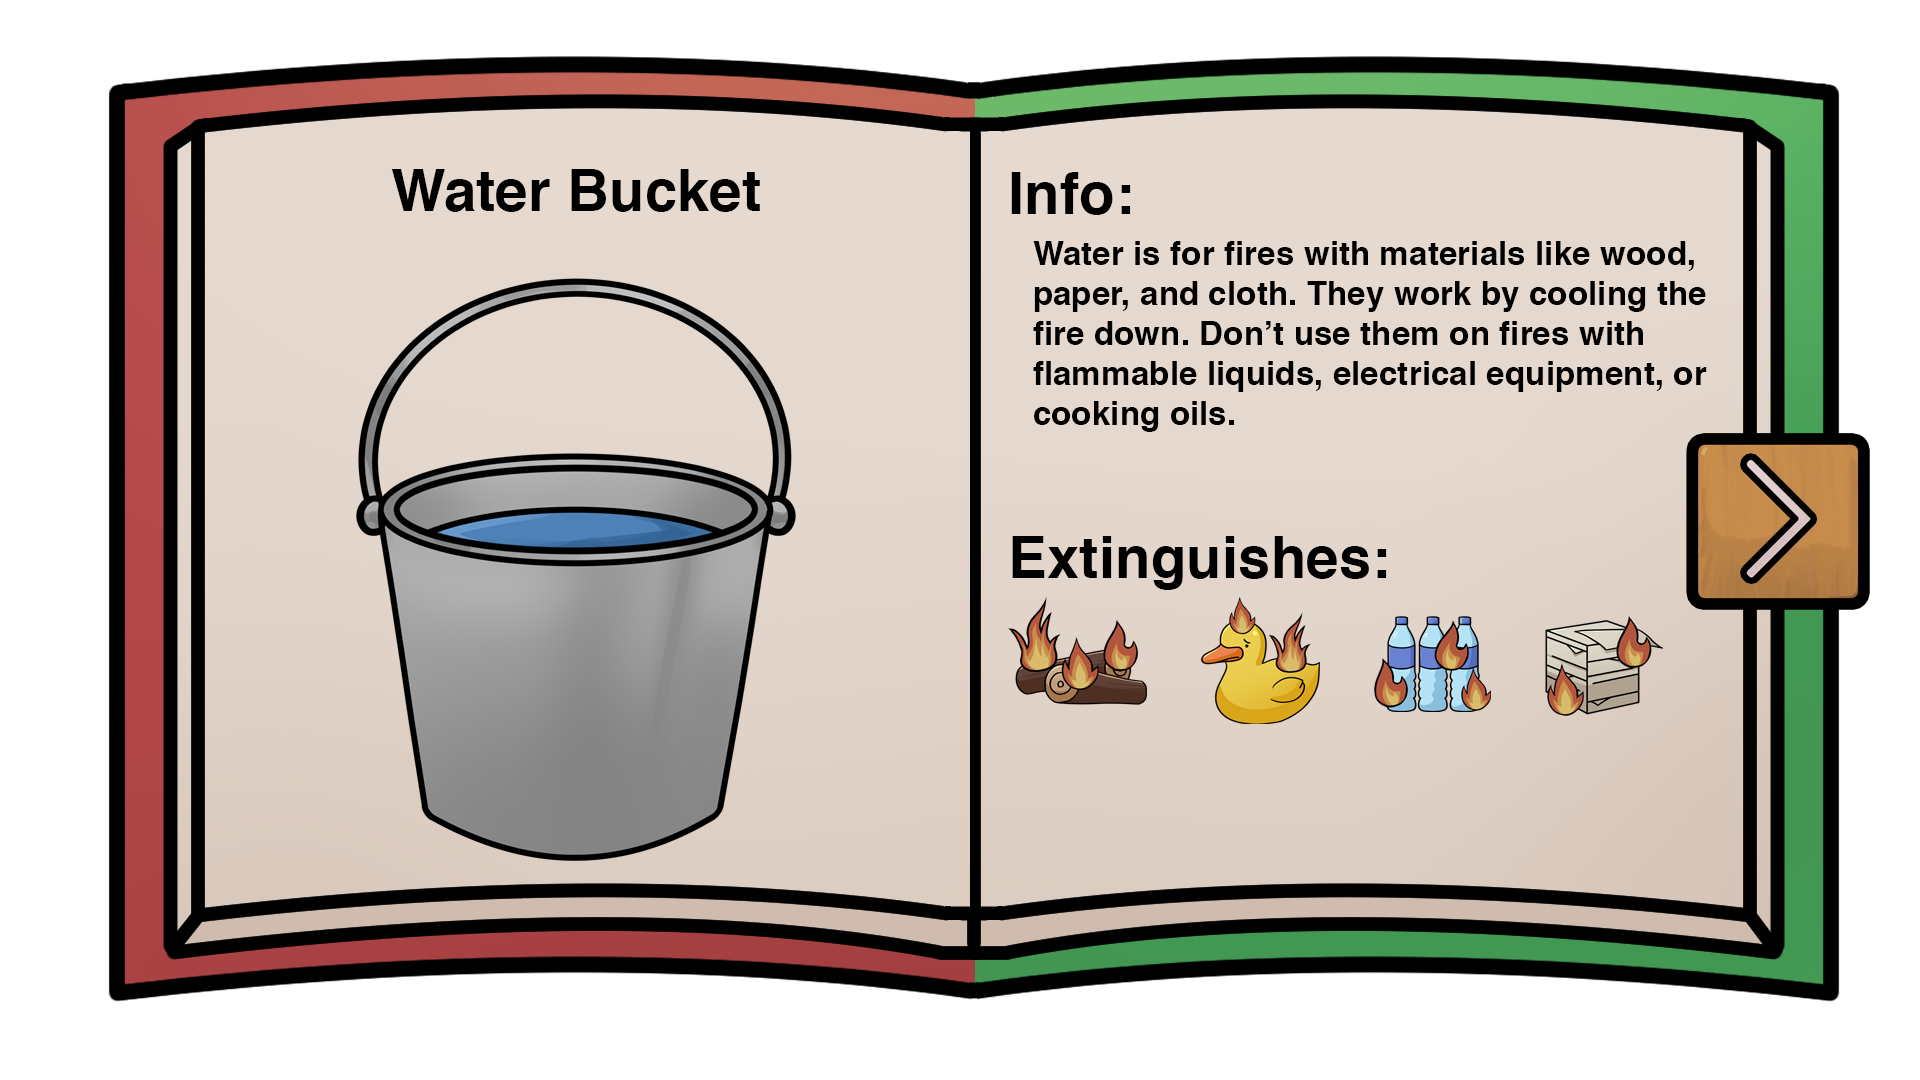 Water Bucket
Info:
Water is for fires with materials like wood,
paper, and cloth. They work by cooling the
fire down. Don’t use them on fires with
flammable liquids, electrical equipment, or
cooking oils.
Extinguishes: